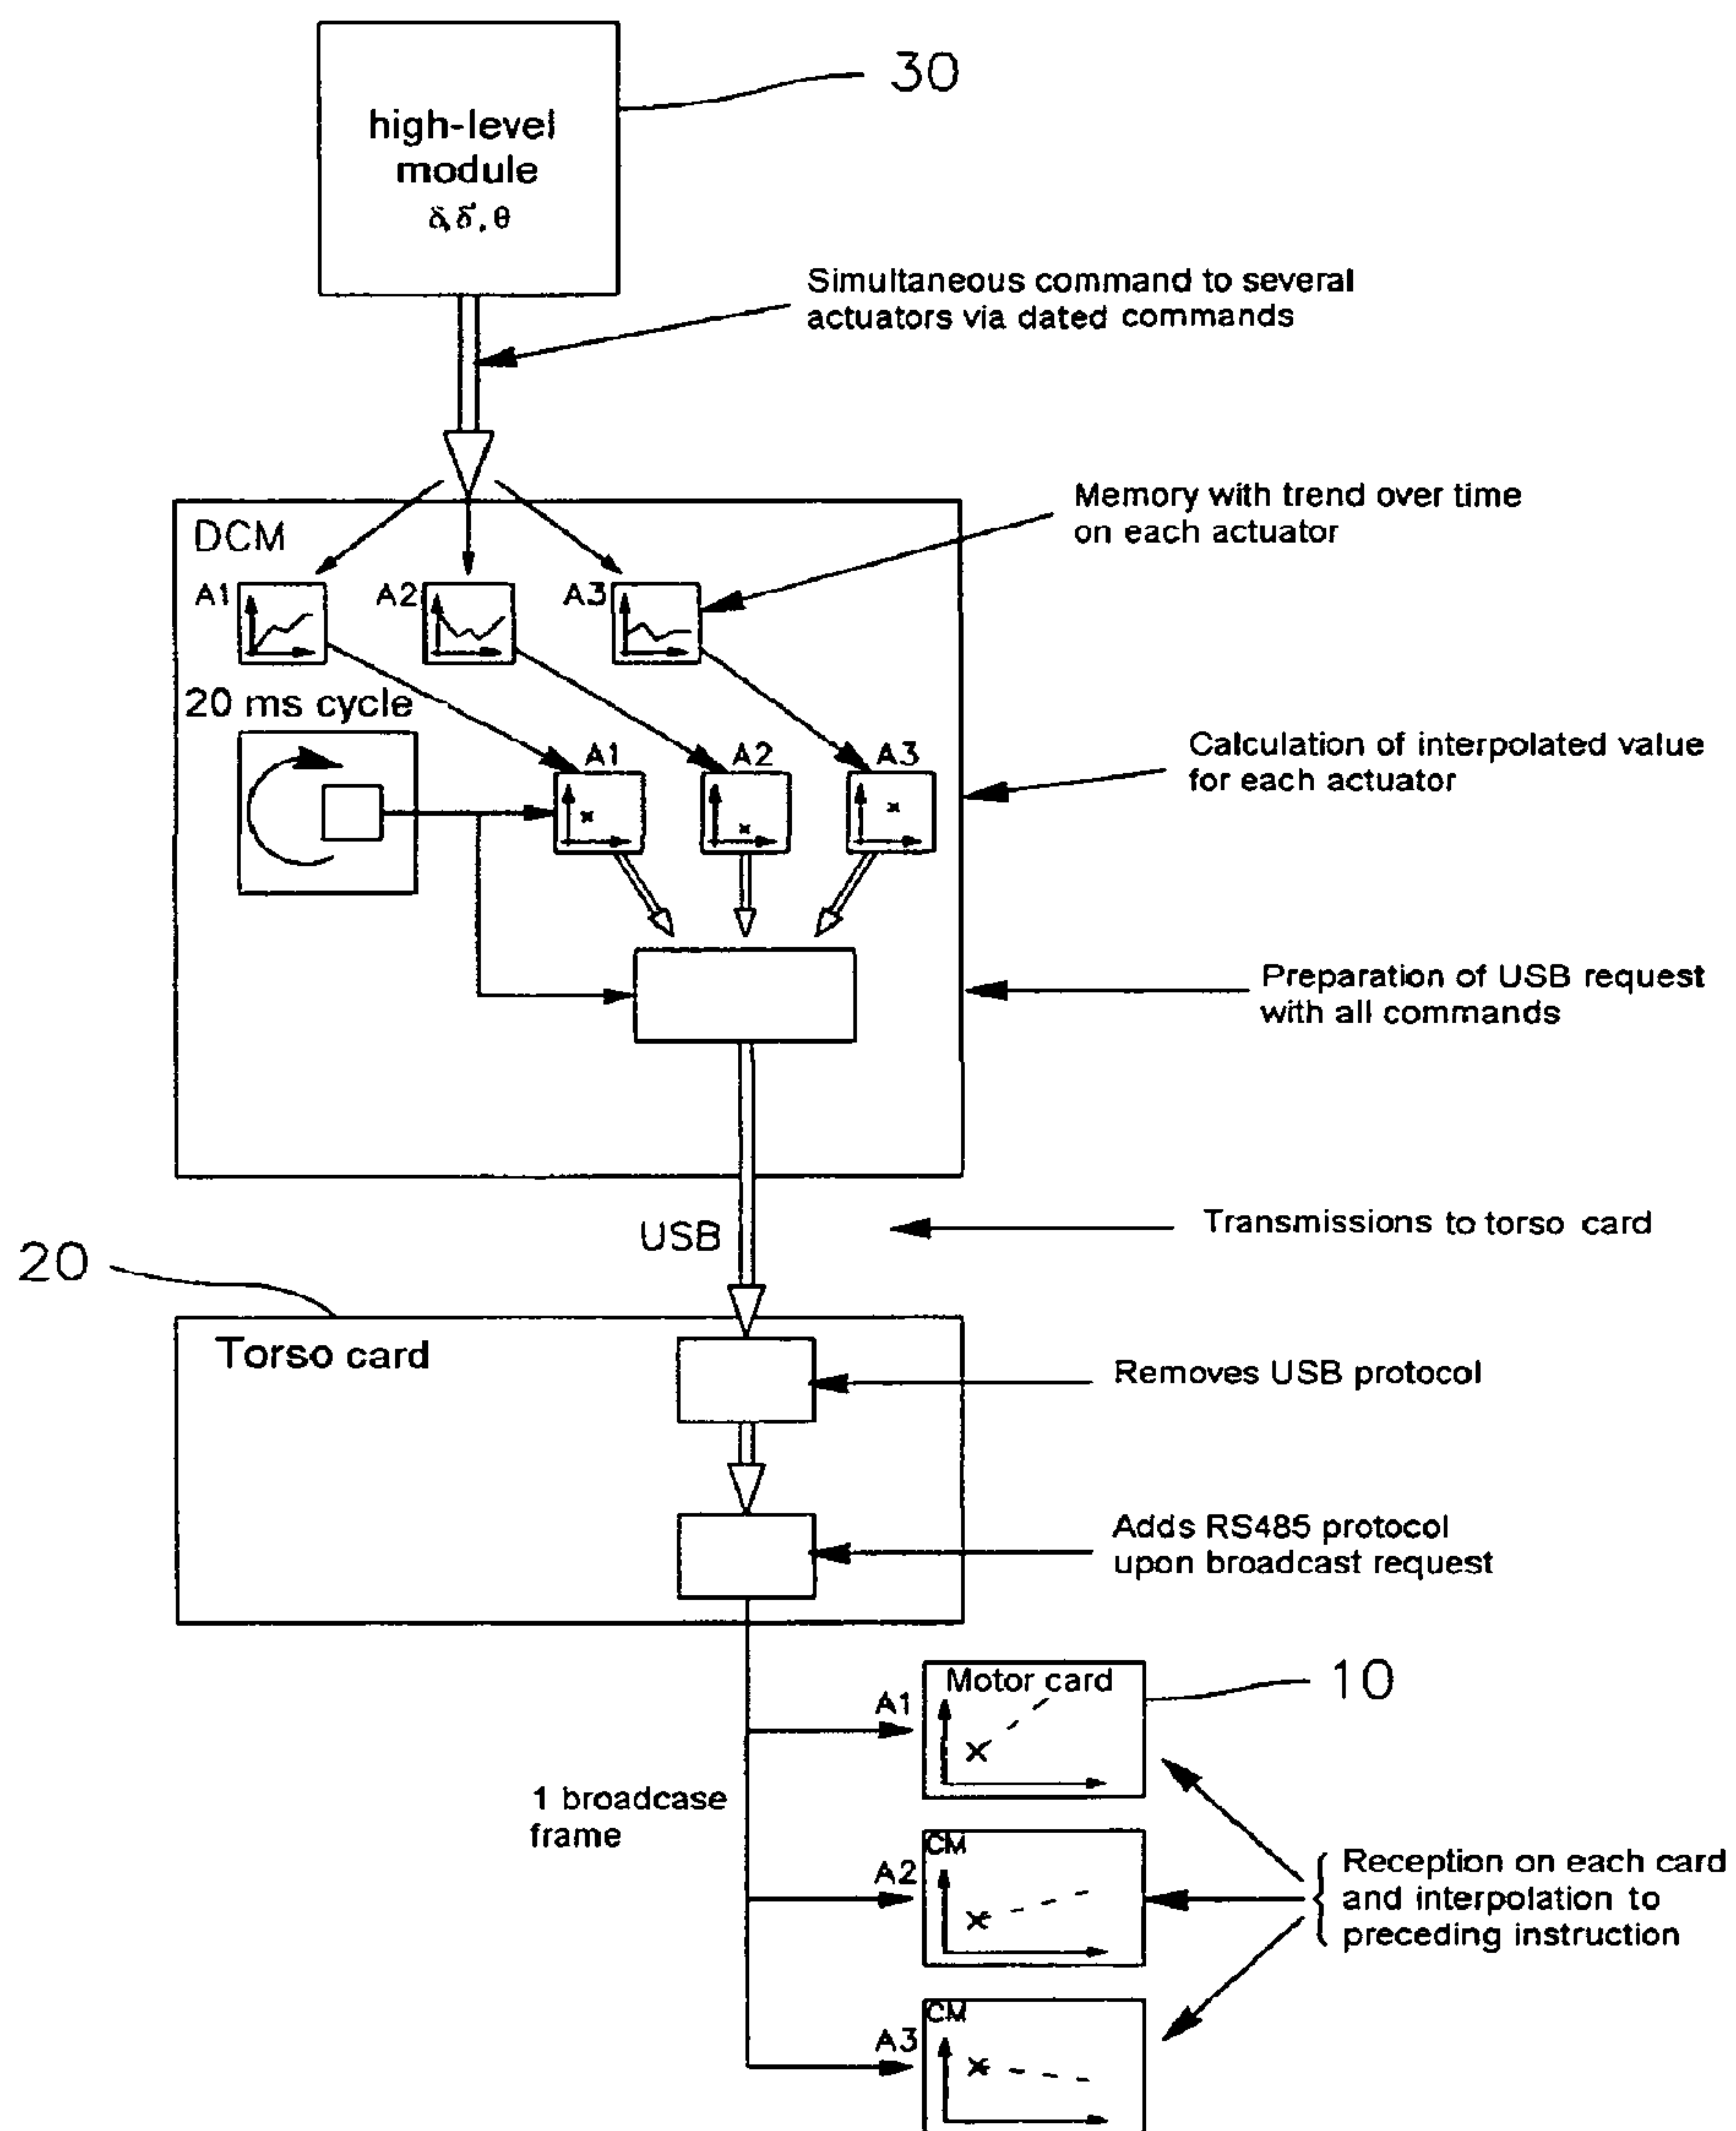 30
high-level
module
δ, δ', θ
Simultaneous command to several
actuators via dated commands
DCM
Memory with trend over time
on each actuator
A1
A2
A3
20 ms cycle
A1
A2
A3
Calculation of interpolated value
for each actuator
Preparation of USB request
with all commands
USB
Transmissions to torso card
20
Torso card
Removes USB protocol
Adds RS485 protocol
upon broadcast request
Motor card
10
A1
1 broadcase
frame
CM
A2
Reception on each card
and interpolation to
preceding instruction
CM
A3